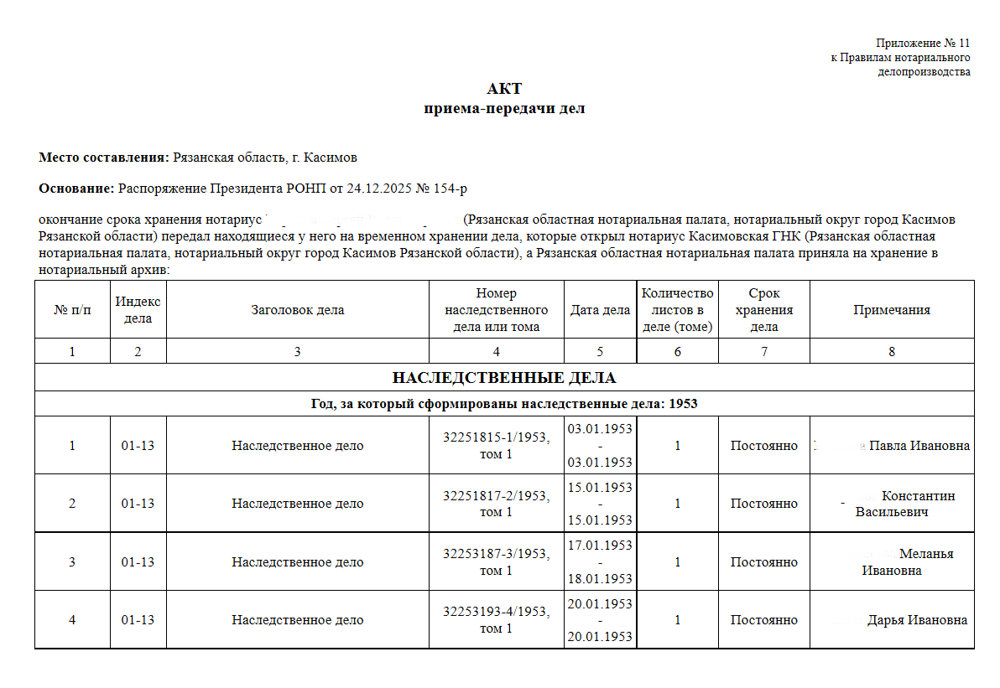 Приложение № 11
к Правилам нотариального
делопроизводства
АКТ
приема-передачи дел
Место составления: Рязанская область, г. Касимов
Основание: Распоряжение Президента РОНП от 24.12.2025 № 154-р
окончание срока хранения нотариус (Рязанская областная нотариальная палата, нотариальный округ город Касимов
Рязанской области) передал находящиеся у него на временном хранении дела, которые открыл нотариус Касимовская ГНК (Рязанская областная
нотариальная палата, нотариальный округ город Касимов Рязанской области), а Рязанская областная нотариальная палата приняла на хранение в
нотариальный архив:
№ п/п
Индекс
дела
Заголовок дела
Номер
наследственного
дела или тома
Дата дела
Количество
листов в
деле (томе)
Срок
хранения
дела
Примечания
1 2 3 4 5 6 7 8
НАСЛЕДСТВЕННЫЕ ДЕЛА
Год, за который сформированы наследственные дела: 1953
1
01-13
Наследственное дело
32251815-1/1953,
том 1
03.01.1953
-
03.01.1953
1
Постоянно
Павла Ивановна
2
01-13
Наследственное дело
32251817-2/1953,
том 1
15.01.1953
-
15.01.1953
1
Постоянно
- Константин
Васильевич
3
01-13
Наследственное дело
32253187-3/1953,
том 1
17.01.1953
-
18.01.1953
1
Постоянно
Меланья
Ивановна
4
01-13
Наследственное дело
32253193-4/1953,
том 1
20.01.1953
-
20.01.1953
1
Постоянно
Дарья Ивановна